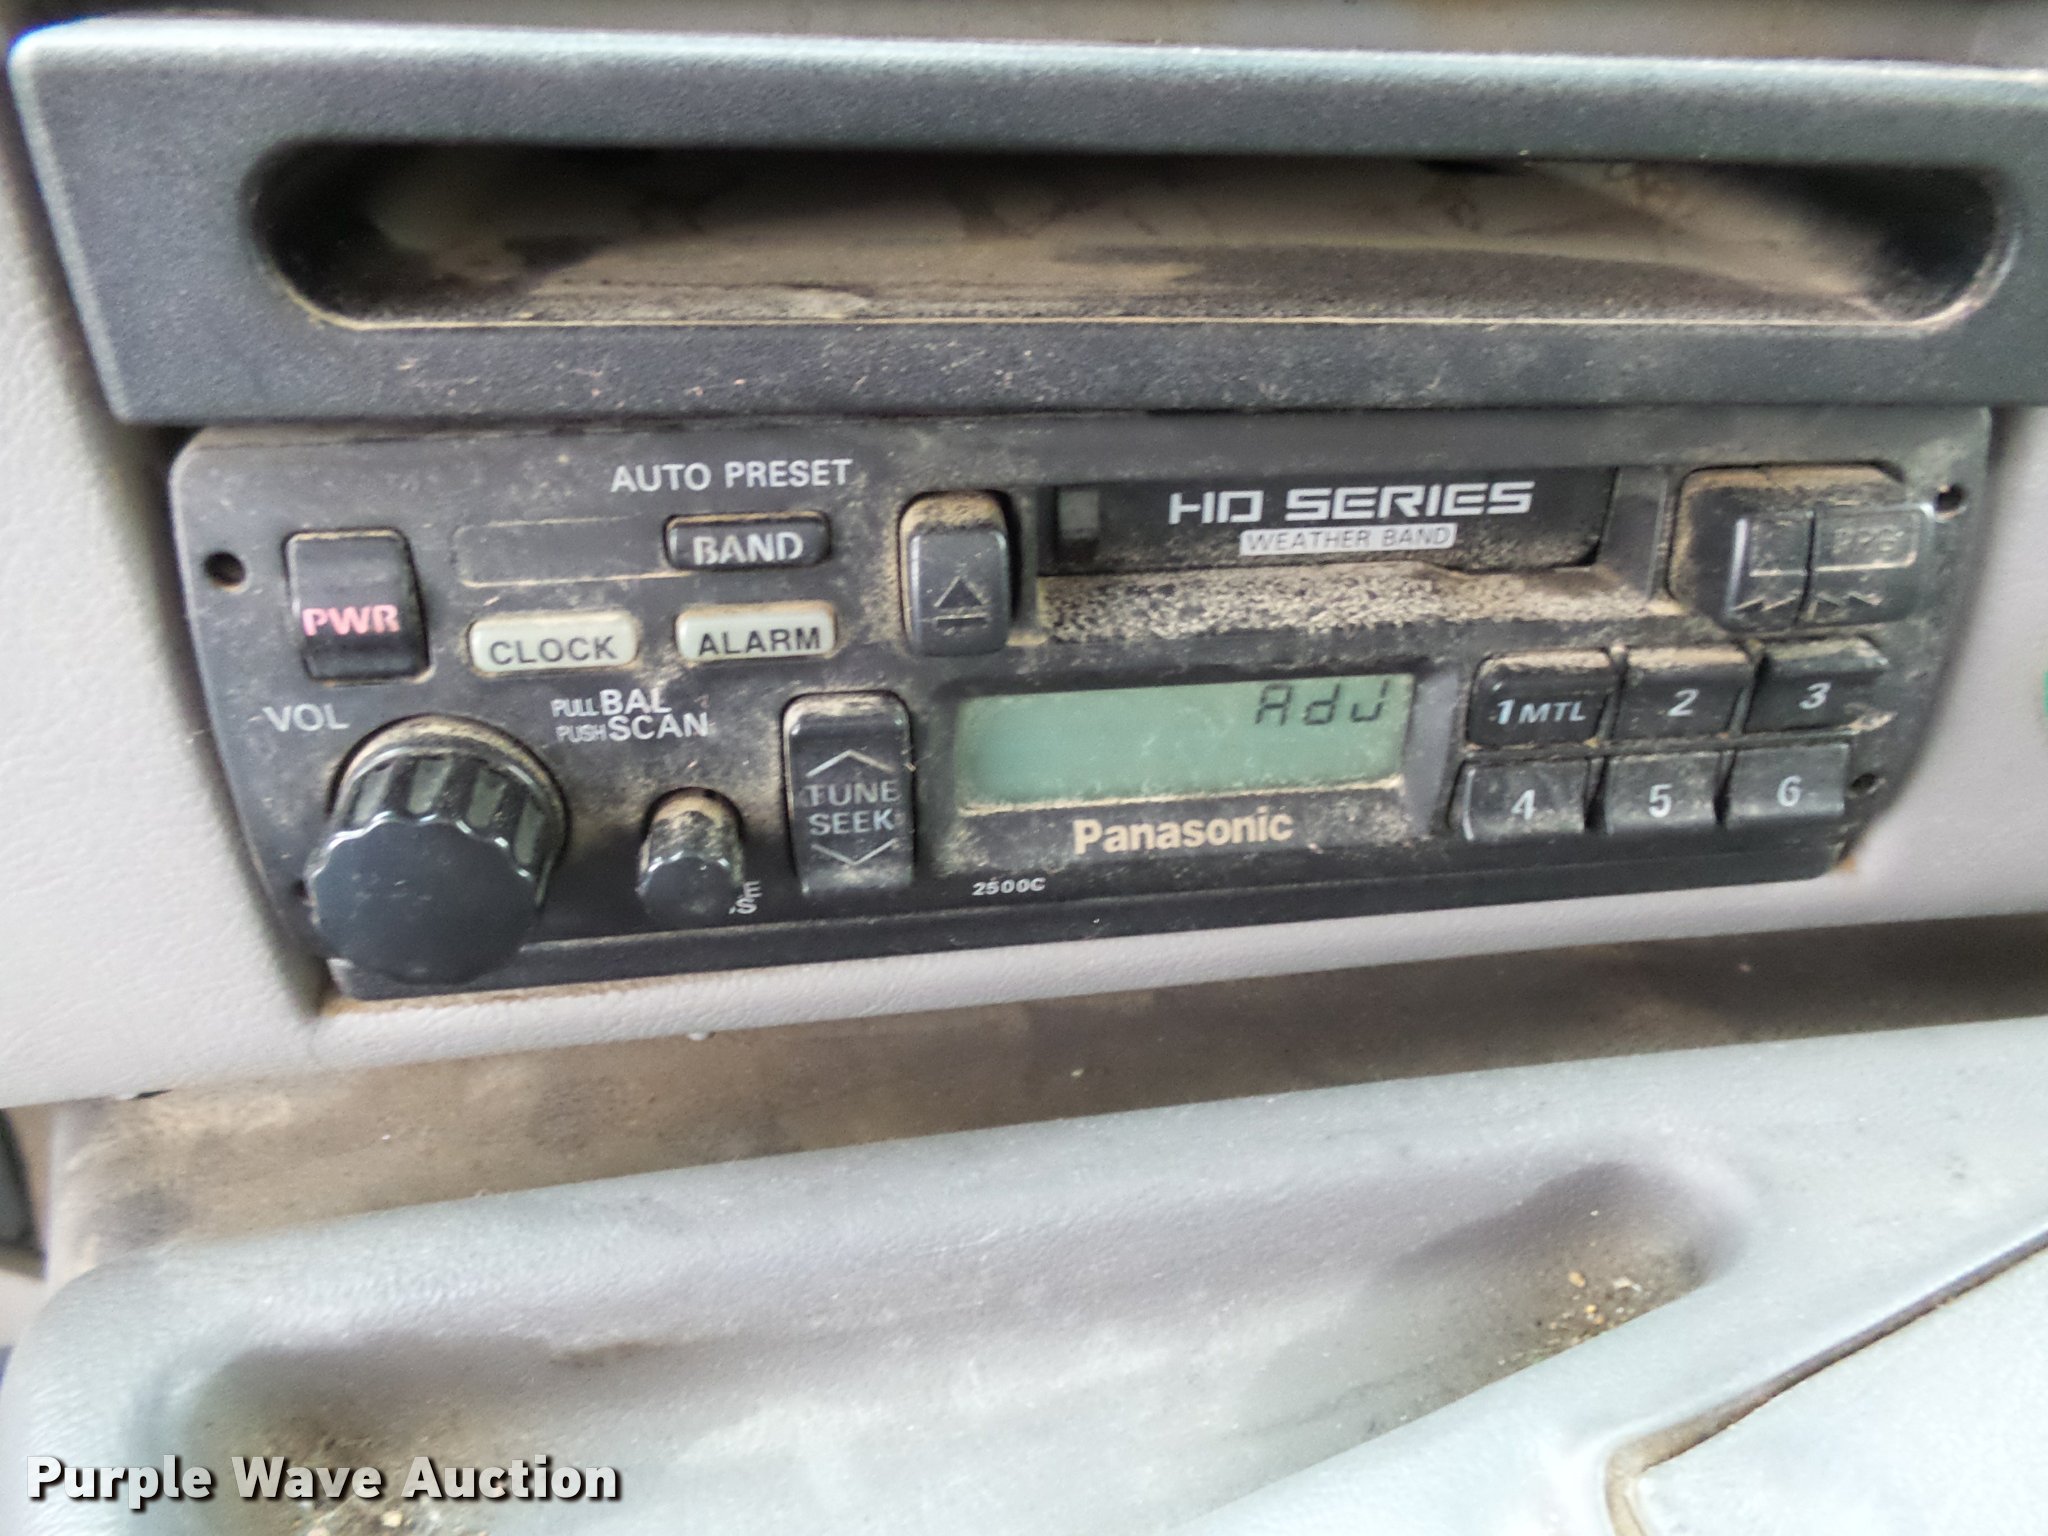 AUTO PRESET
BAND
HD SERIES
WEATHER BAND
PWR
CLOCK
ALARM
VOL
PULL BAL
PUSH SCAN
TUNE
SEEK
AdJ
1 MTL
2
3
4
5
6
Panasonic
2500C
Purple Wave Auction